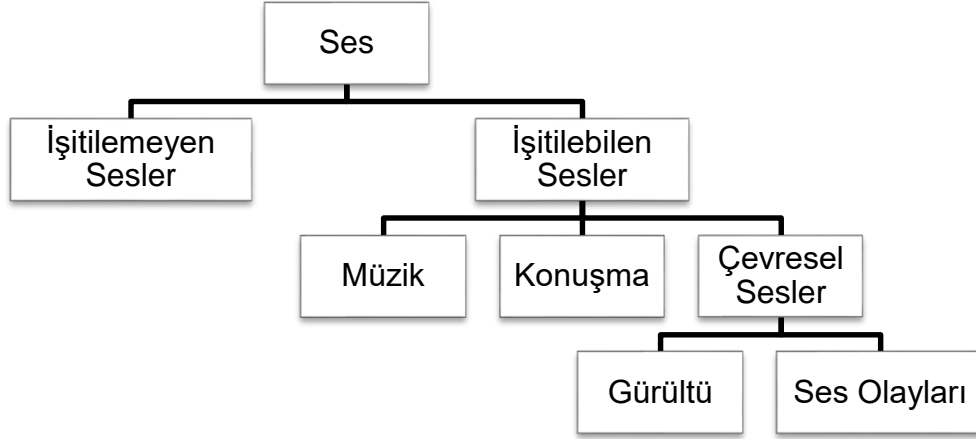 Ses
İşitilemeyen
Sesler
İşitilebilen
Sesler
Müzik
Konuşma
Çevresel
Sesler
Gürültü
Ses Olayları